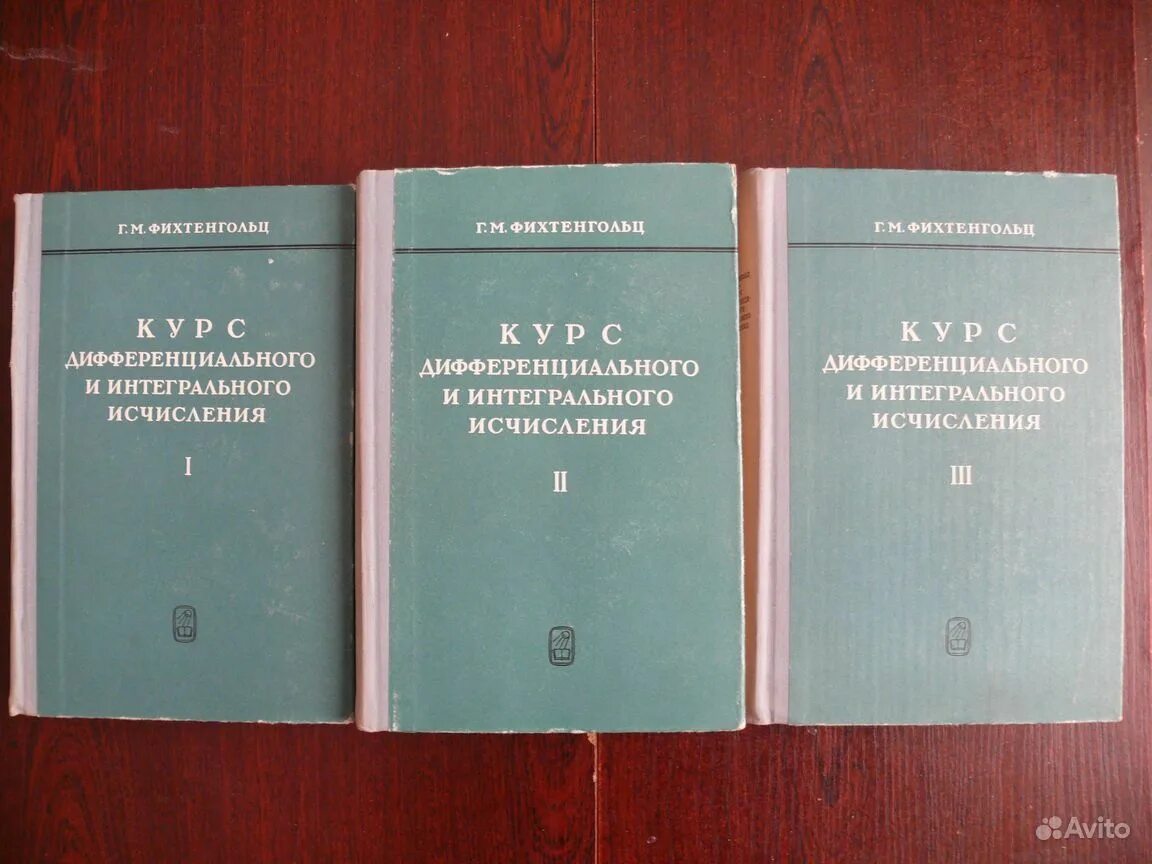 Г. М. ФИХТЕНГОЛЬЦ
КУРС
ДИФФЕРЕНЦИАЛЬНОГО
И ИНТЕГРАЛЬНОГО
ИСЧИСЛЕНИЯ
I
Г. М. ФИХТЕНГОЛЬЦ
КУРС
ДИФФЕРЕНЦИАЛЬНОГО
И ИНТЕГРАЛЬНОГО
ИСЧИСЛЕНИЯ
II
Г. М. ФИХТЕНГОЛЬЦ
КУРС
ДИФФЕРЕНЦИАЛЬНОГО
И ИНТЕГРАЛЬНОГО
ИСЧИСЛЕНИЯ
III
Avito